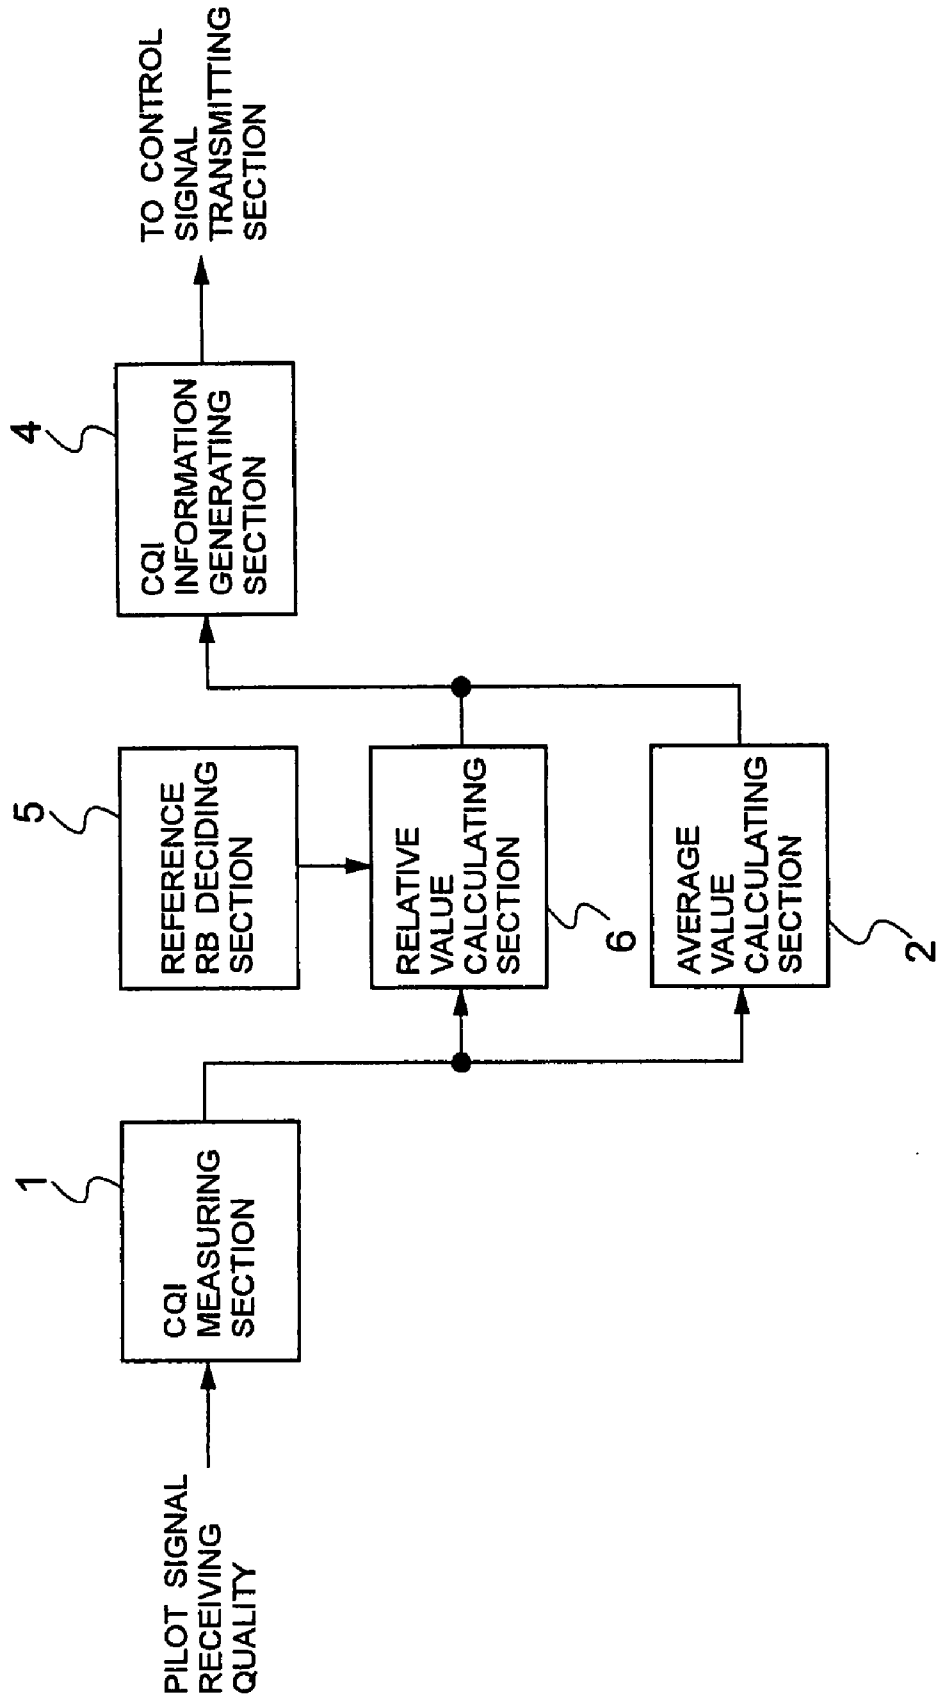 PILOT SIGNAL
RECEIVING
QUALITY
1
CQI
MEASURING
SECTION
5
REFERENCE
RB DECIDING
SECTION
RELATIVE
VALUE
CALCULATING
SECTION
6
AVERAGE
VALUE
CALCULATING
SECTION
2
4
CQI
INFORMATION
GENERATING
SECTION
TO CONTROL
SIGNAL
TRANSMITTING
SECTION